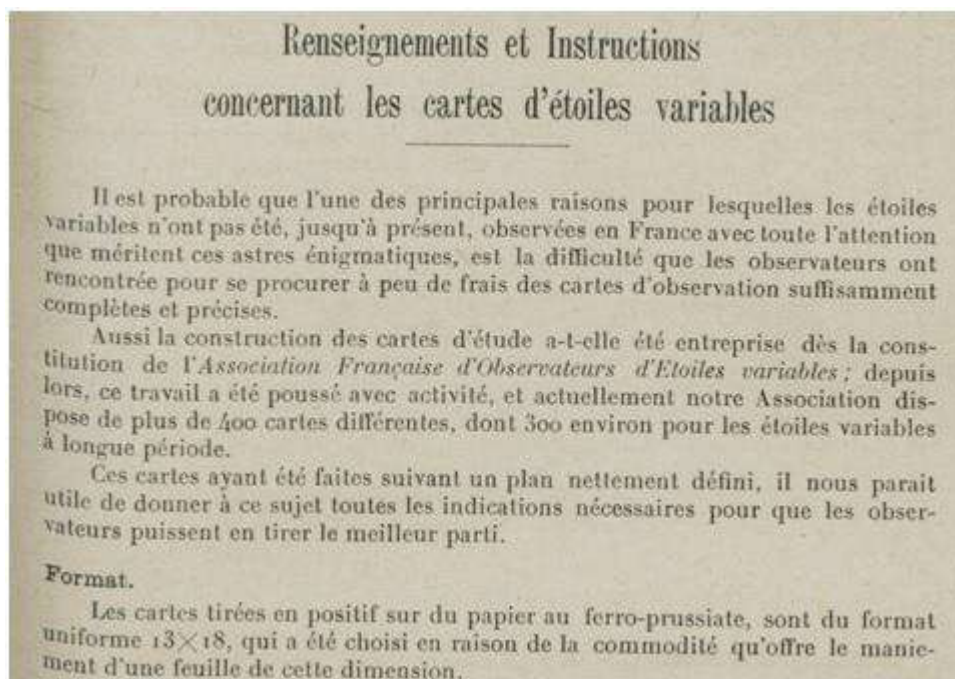 Renseignements et Instructions
concernant les cartes d'étoiles variables
Il est probable que l'une des principales raisons pour lesquelles les étoiles
variables n'ont pas été, jusqu'à présent, observées en France avec toute l'attention
que méritent ces astres énigmatiques, est la difficulté que les observateurs ont
rencontrée pour se procurer à peu de frais des cartes d'observation suffisamment
complètes et précises.
Aussi la construction des cartes d'étude a-t-elle été entreprise dès la cons-
titution de l'Association Française d'Observateurs d'Etoiles variables; depuis
lors, ce travail a été poussé avec activité, et actuellement notre Association dis-
pose de plus de 400 cartes différentes, dont 300 environ pour les étoiles variables
à longue période.
Ces cartes ayant été faites suivant un plan nettement défini, il nous parait
utile de donner à ce sujet toutes les indications nécessaires pour que les obser-
vateurs puissent en tirer le meilleur parti.
Format.
Les cartes tirées en positif sur du papier au ferro-prussiate, sont du format
uniforme 13×18, qui a été choisi en raison de la commodité qu'offre le manie-
ment d'une feuille de cette dimension.